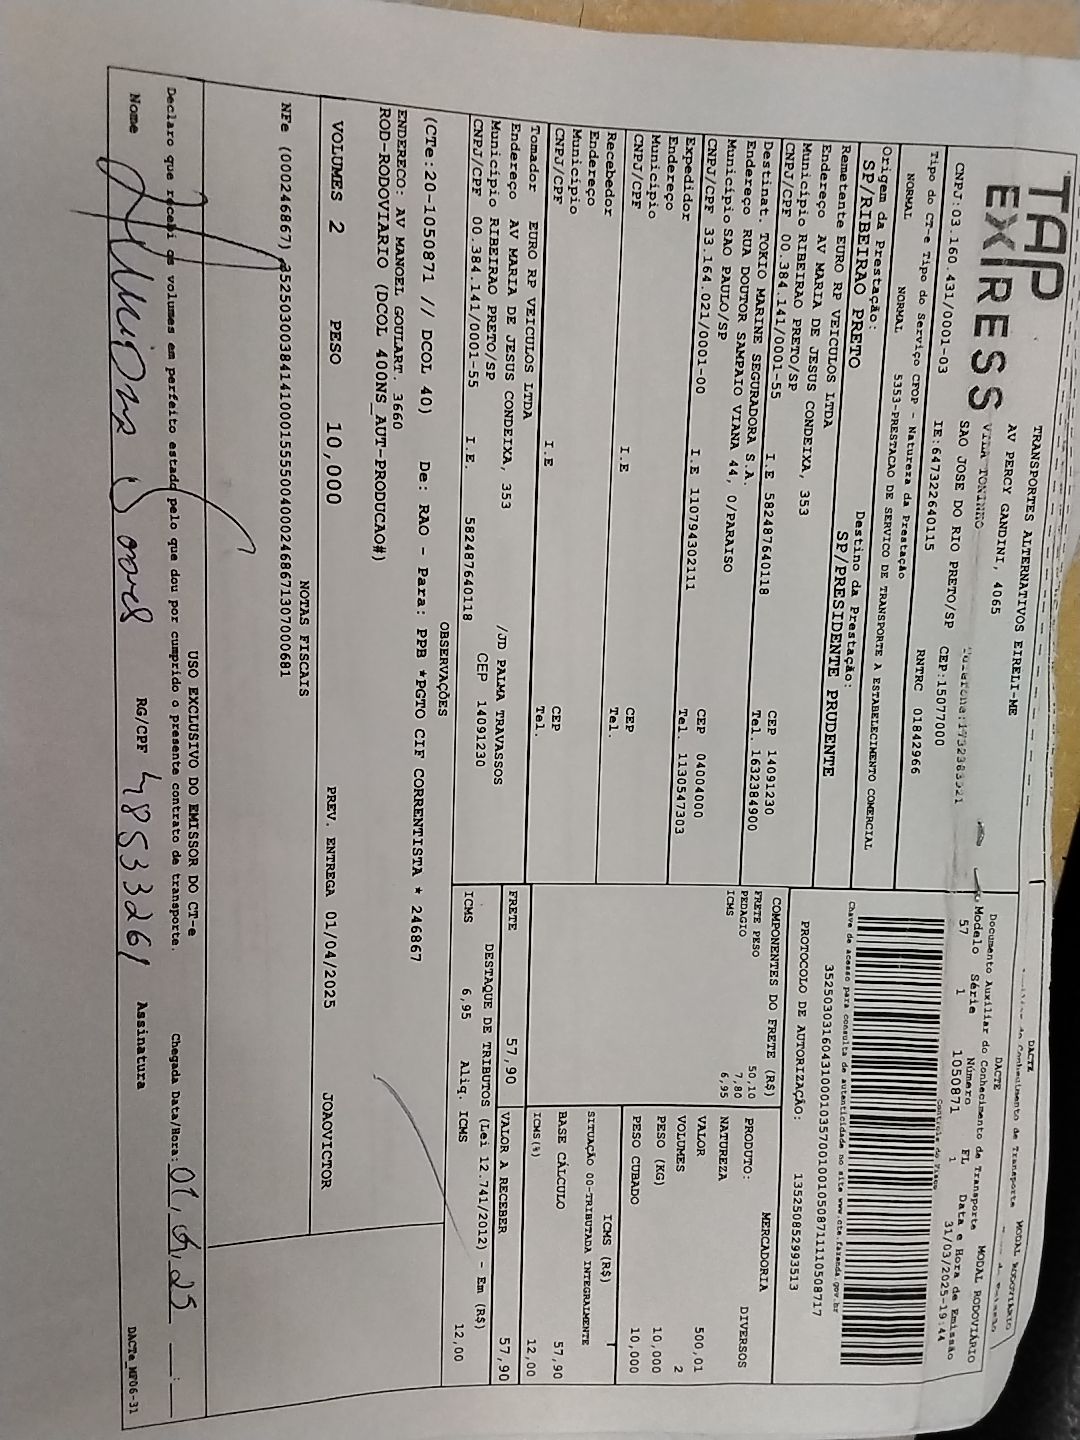 TAP
EXPRESS
TRANSPORTES ALTERNATIVOS EIRELI-ME
AV PERCY GANDINI, 4065
VILA TONINHO
SAO JOSE DO RIO PRETO/SP CEP:15077000
CNPJ:03.160.431/0001-03 IE:647322640115 RNTRC 01842966
DACTE MODAL RODOVIÁRIO
Documento Auxiliar do Conhecimento de Transporte
Modelo Série Número FL Data e Hora de Emissão
57 1 1050871 1 31/03/2025-19:44
Controle do Fisco
Chave de acesso para consulta de autenticidade no site www.cte.fazenda.gov.br
35250303160431000103570010010508711110508717
PROTOCOLO DE AUTORIZAÇÃO: 135250852993513
Tipo do CT-e Tipo do Serviço CFOP - Natureza da Prestação
NORMAL NORMAL 5353-PRESTACAO DE SERVICO DE TRANSPORTE A ESTABELECIMENTO COMERCIAL
Origem da Prestação: Destino da Prestação:
SP/RIBEIRAO PRETO SP/PRESIDENTE PRUDENTE
Remetente EURO RP VEICULOS LTDA
Endereço AV MARIA DE JESUS CONDEIXA, 353
Município RIBEIRAO PRETO/SP CEP 14091230
CNPJ/CPF 00.384.141/0001-55 I.E 582487640118 Tel. 1632384900
Destinat. TOKIO MARINE SEGURADORA S.A.
Endereço RUA DOUTOR SAMPAIO VIANA 44, 0/PARAISO
Município SAO PAULO/SP CEP 04004000
CNPJ/CPF 33.164.021/0001-00 I.E 110794302111 Tel. 1130547303
Expedidor
Endereço
Município CEP
CNPJ/CPF I.E Tel.
Recebedor
Endereço
Município CEP
CNPJ/CPF I.E Tel.
Tomador EURO RP VEICULOS LTDA
Endereço AV MARIA DE JESUS CONDEIXA, 353 /JD PALMA TRAVASSOS
Município RIBEIRAO PRETO/SP CEP 14091230
CNPJ/CPF 00.384.141/0001-55 I.E. 582487640118
COMPONENTES DO FRETE (R$)
FRETE PESO 50,10
PEDAGIO 7,80
ICMS 6,95
MERCADORIA
PRODUTO: DIVERSOS
NATUREZA
VALOR 500,01
VOLUMES 2
PESO (KG) 10,000
PESO CUBADO 10,000
ICMS (R$)
SITUAÇÃO 00-TRIBUTADA INTEGRALMENTE
BASE CÁLCULO 57,90
ICMS(%) 12,00
FRETE 57,90 VALOR A RECEBER 57,90
DESTAQUE DE TRIBUTOS (Lei 12.741/2012) - Em (R$)
ICMS 6,95 Aliq. ICMS 12,00
OBSERVAÇÕES
(CTe:20-1050871 // DCOL 40) De: RAO - Para: PPB *PGTO CIF CORRENTISTA * 246867
ENDERECO: AV MANOEL GOULART. 3660
ROD-RODOVIARIO (DCOL 400NS_AUT-PRODUCAO#)
VOLUMES 2 PESO 10,000 PREV. ENTREGA 01/04/2025 JOAOVICTOR
NOTAS FISCAIS
NFe (000246867) 35250300384141000155550040002468671307000681
USO EXCLUSIVO DO EMISSOR DO CT-e
Declaro que recebi os volumes em perfeito estado pelo que dou por cumprido o presente contrato de transporte. Chegada Data/Hora: 01,04,25 __:__
Nome RG/CPF 48533261 Assinatura
DACTe_MP06-31